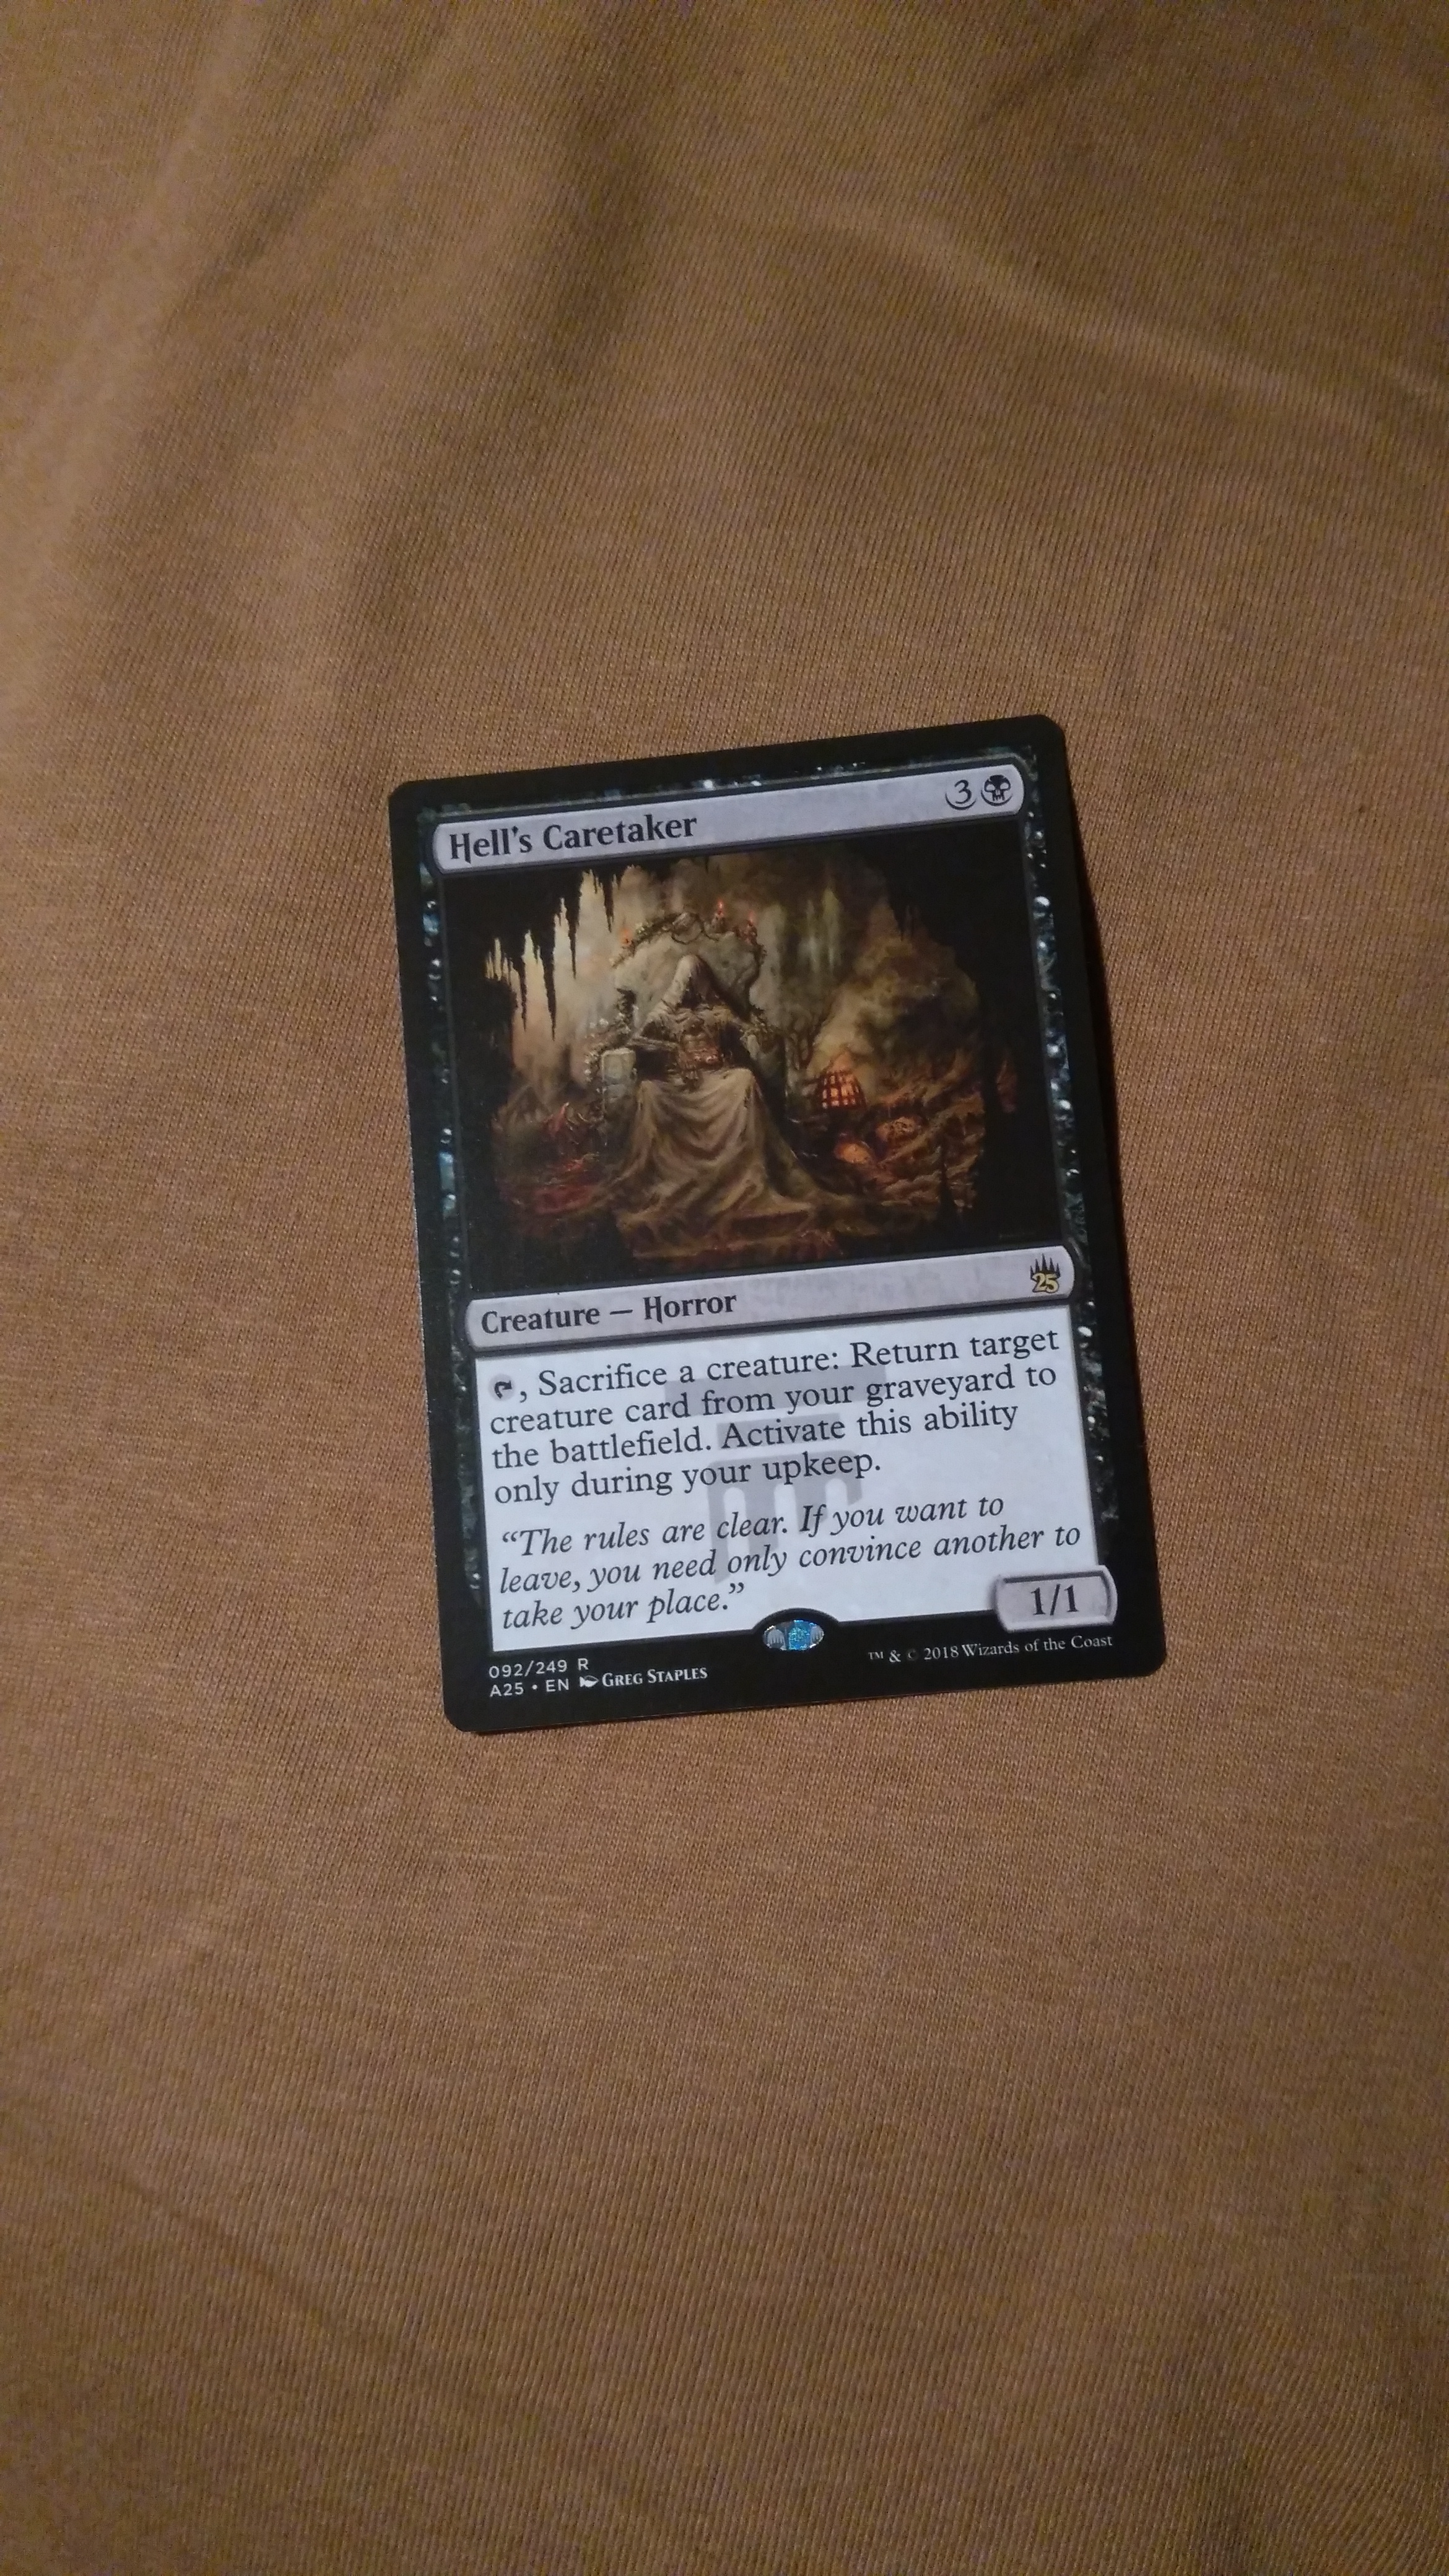 Hell's Caretaker 3
25
Creature — Horror
, Sacrifice a creature: Return target
creature card from your graveyard to
the battlefield. Activate this ability
only during your upkeep.
“The rules are clear. If you want to
leave, you need only convince another to
take your place.”
1/1
092/249 R
A25 • EN GREG STAPLES
™ & © 2018 Wizards of the Coast